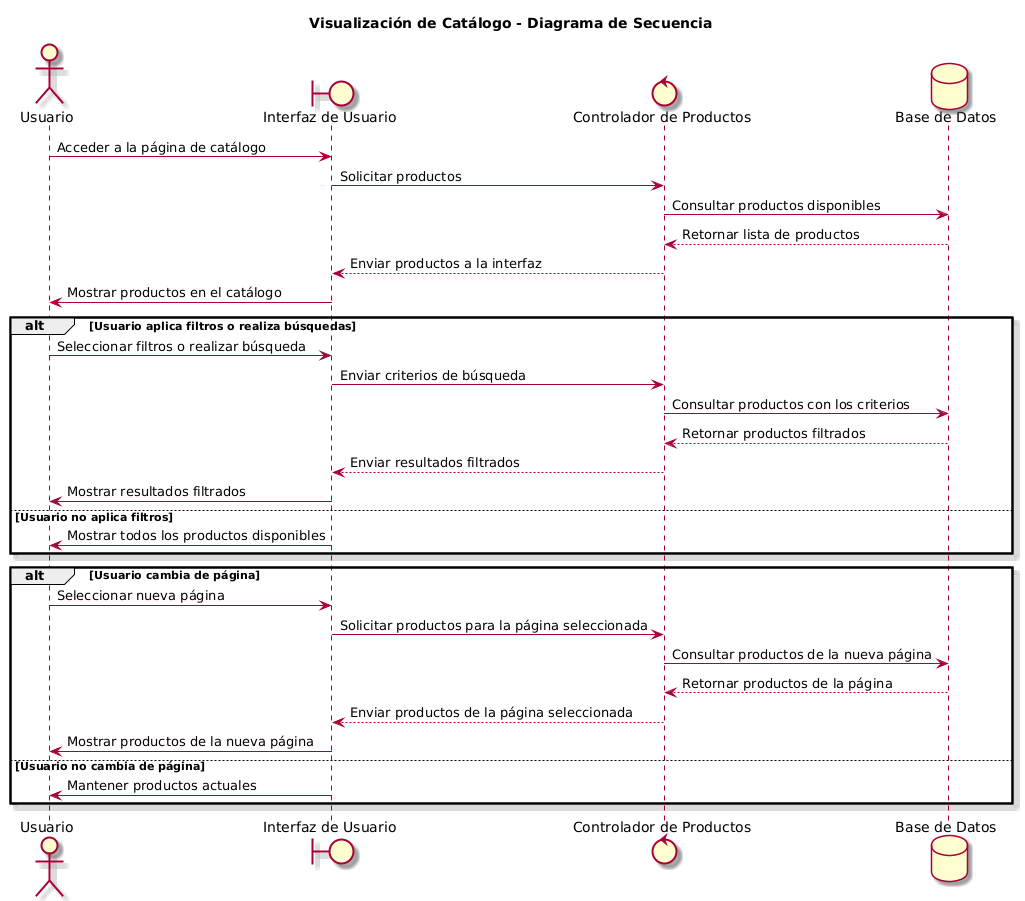 Visualización de Catálogo - Diagrama de Secuencia
Usuario
Interfaz de Usuario
Controlador de Productos
Base de Datos
Acceder a la página de catálogo
Solicitar productos
Consultar productos disponibles
Retornar lista de productos
Enviar productos a la interfaz
Mostrar productos en el catálogo
alt [Usuario aplica filtros o realiza búsquedas]
Seleccionar filtros o realizar búsqueda
Enviar criterios de búsqueda
Consultar productos con los criterios
Retornar productos filtrados
Enviar resultados filtrados
Mostrar resultados filtrados
[Usuario no aplica filtros]
Mostrar todos los productos disponibles
alt [Usuario cambia de página]
Seleccionar nueva página
Solicitar productos para la página seleccionada
Consultar productos de la nueva página
Retornar productos de la página
Enviar productos de la página seleccionada
Mostrar productos de la nueva página
[Usuario no cambia de página]
Mantener productos actuales
Usuario
Interfaz de Usuario
Controlador de Productos
Base de Datos